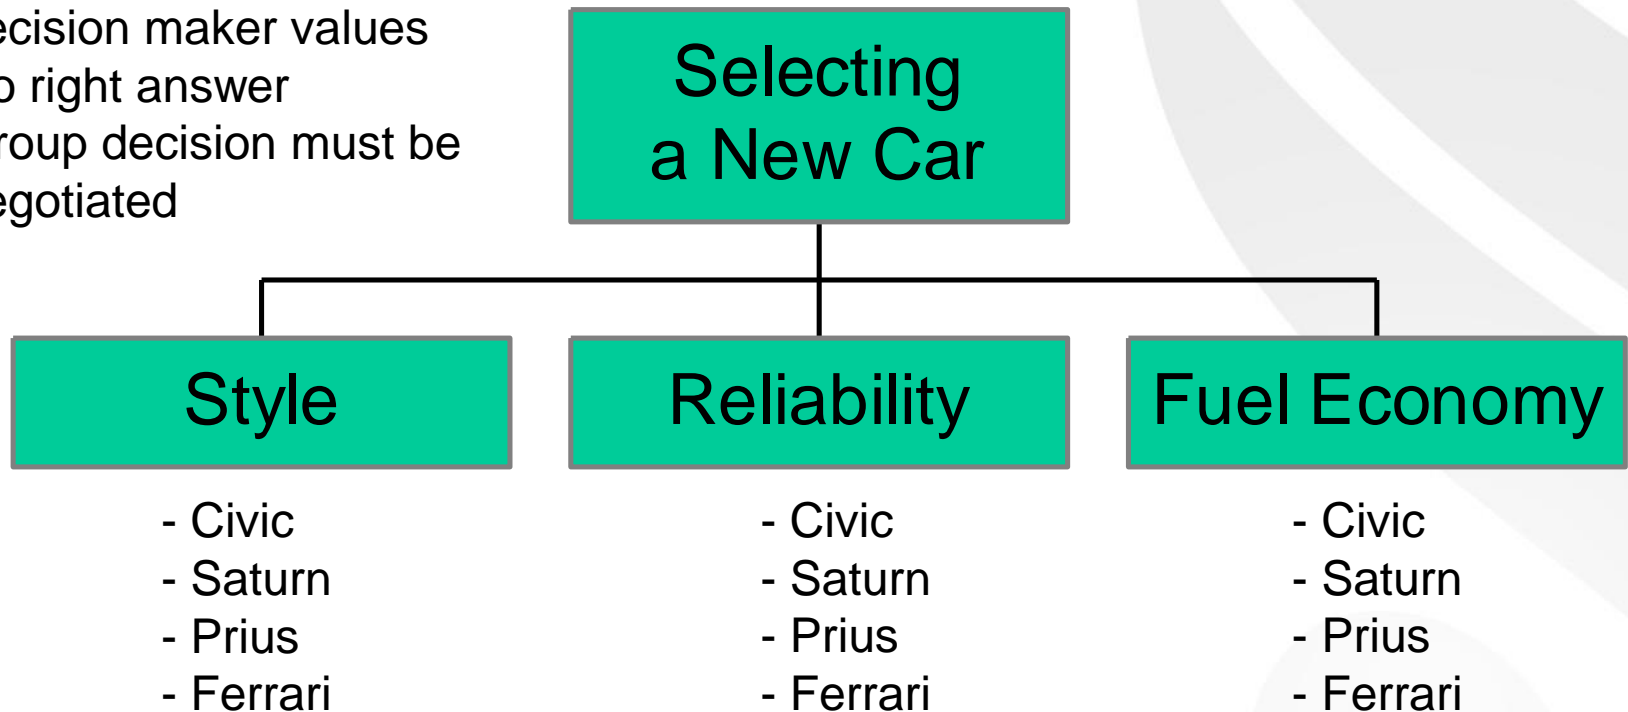 ecision maker values
o right answer
roup decision must be
egotiated
Selecting
a New Car
Style
Reliability
Fuel Economy
- Civic
- Saturn
- Prius
- Ferrari
- Civic
- Saturn
- Prius
- Ferrari
- Civic
- Saturn
- Prius
- Ferrari